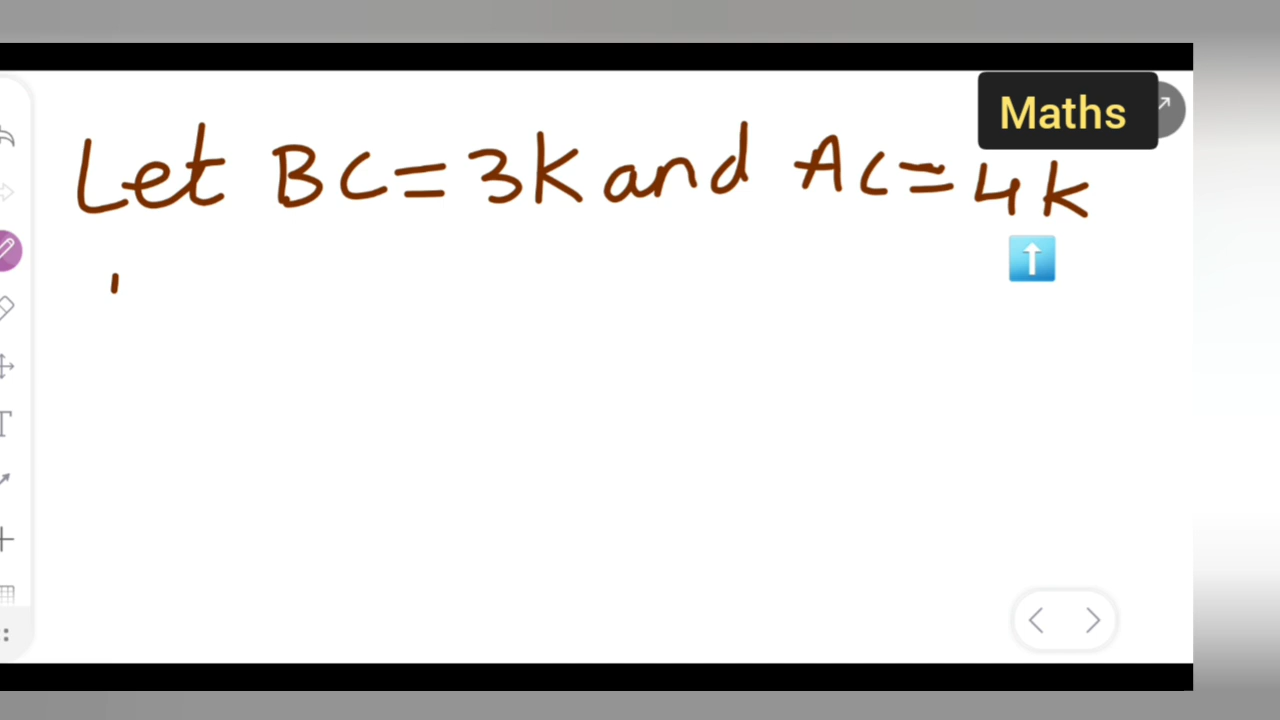 Maths
Let BC = 3K and AC = 4K